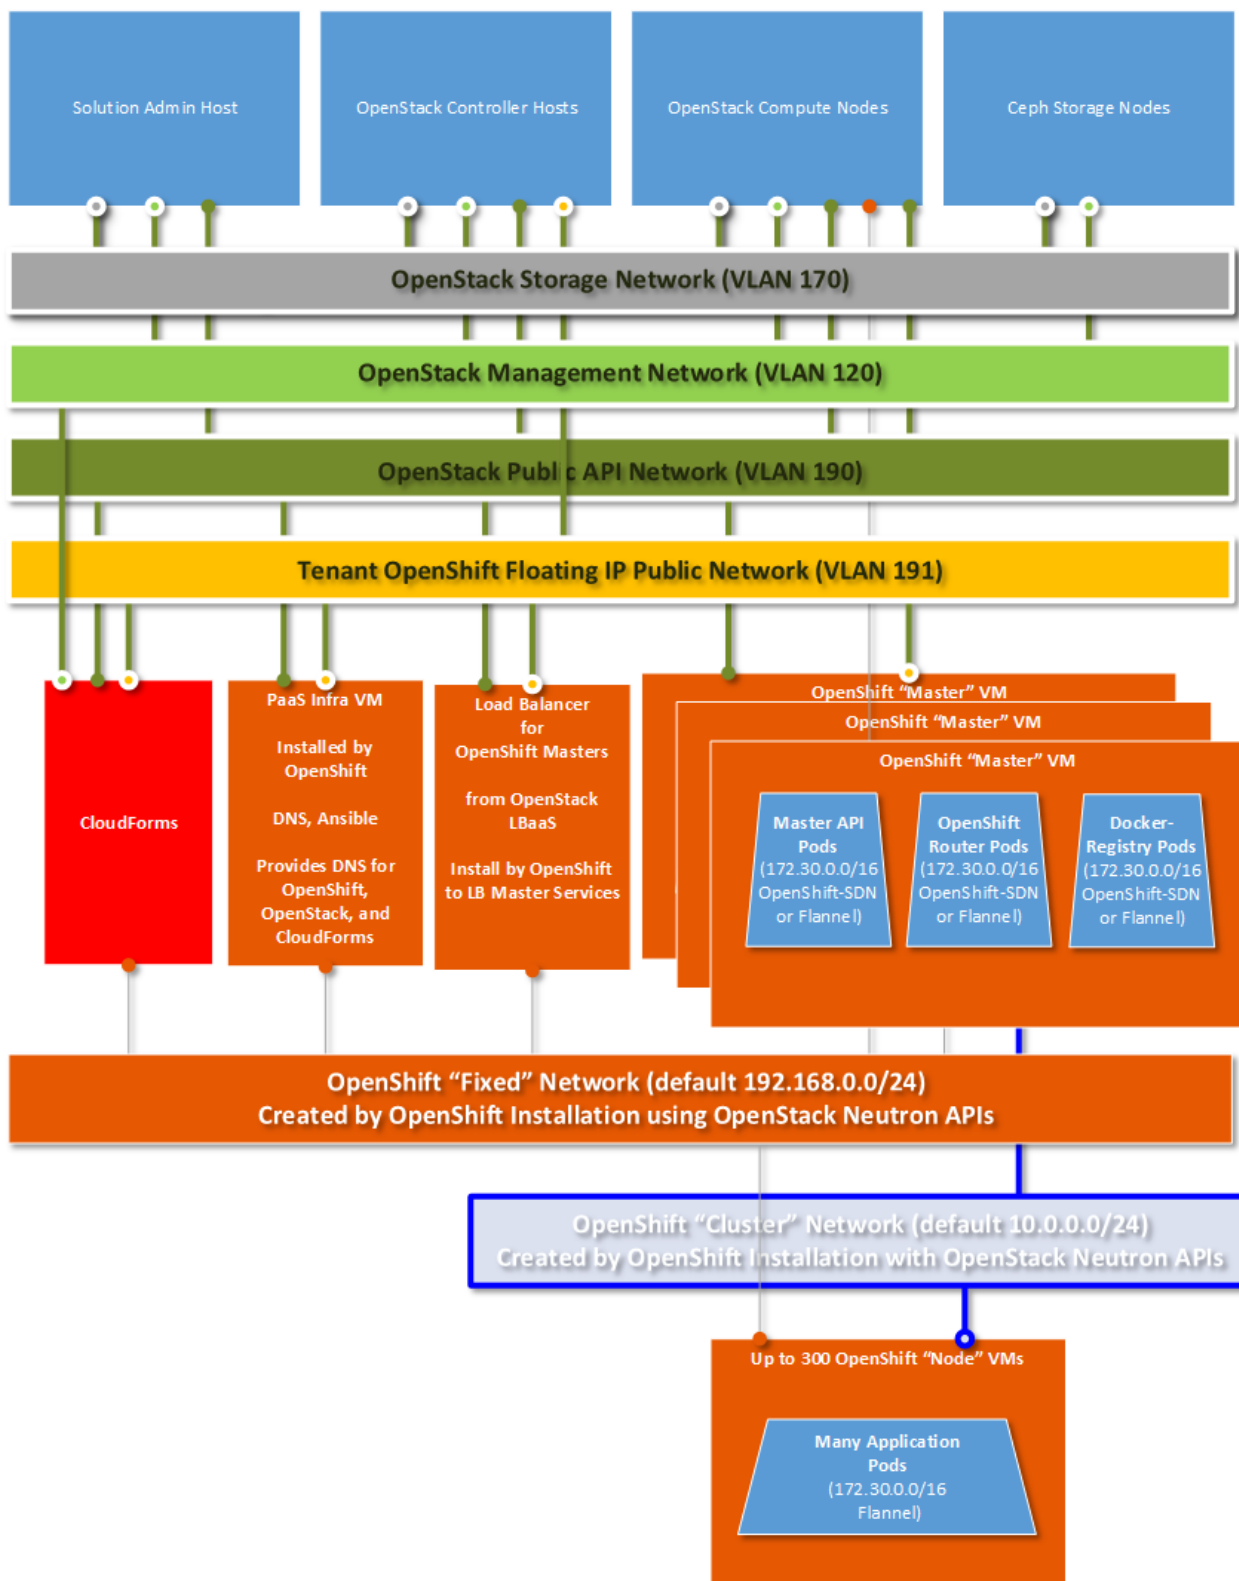 Solution Admin Host
OpenStack Controller Hosts
OpenStack Compute Nodes
Ceph Storage Nodes
OpenStack Storage Network (VLAN 170)
OpenStack Management Network (VLAN 120)
OpenStack Public API Network (VLAN 190)
Tenant OpenShift Floating IP Public Network (VLAN 191)
CloudForms
PaaS Infra VM
Installed by
OpenShift
DNS, Ansible
Provides DNS for
OpenShift,
OpenStack, and
CloudForms
Load Balancer
for
OpenShift Masters
from OpenStack
LBaaS
Install by OpenShift
to LB Master Services
OpenShift “Master” VM
OpenShift “Master” VM
OpenShift “Master” VM
Master API
Pods
(172.30.0.0/16
OpenShift-SDN
or Flannel)
OpenShift
Router Pods
(172.30.0.0/16
OpenShift-SDN
or Flannel)
Docker-
Registry Pods
(172.30.0.0/16
OpenShift-SDN
or Flannel)
OpenShift “Fixed” Network (default 192.168.0.0/24)
Created by OpenShift Installation using OpenStack Neutron APIs
OpenShift “Cluster” Network (default 10.0.0.0/24)
Created by OpenShift Installation with OpenStack Neutron APIs
Up to 300 OpenShift “Node” VMs
Many Application
Pods
(172.30.0.0/16
Flannel)